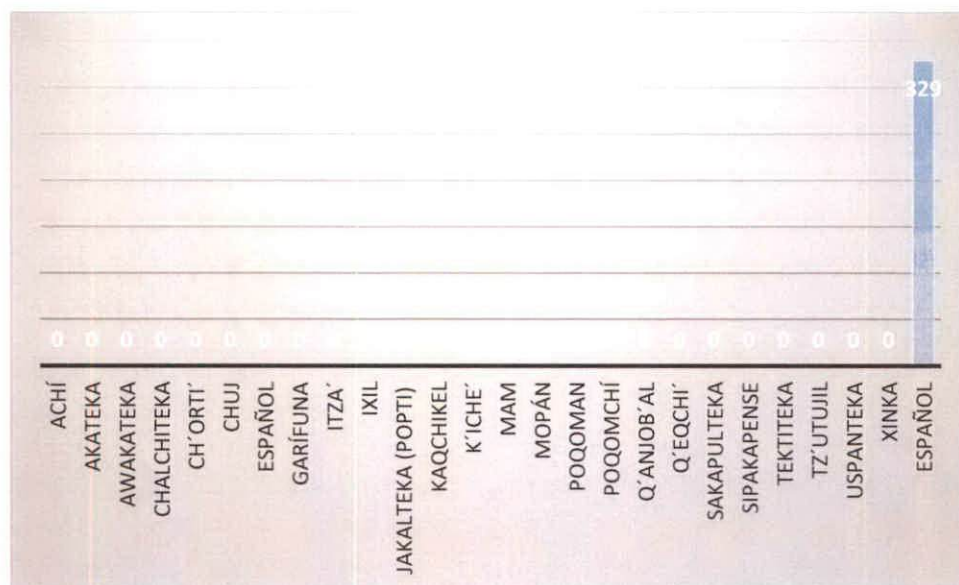 329
0 0 0 0 0 0 0 0 0 0 0 0 0 0 0 0
ACHÍ
AKATEKA
AWAKATEKA
CHALCHITEKA
CH´ORTI´
CHUJ
ESPAÑOL
GARÍFUNA
ITZA´
IXIL
JAKALTEKA (POPTI)
KAQCHIKEL
K´ICHE´
MAM
MOPÁN
POQOMAN
POQOMCHÍ
Q´ANJOB´AL
Q´EQCHI´
SAKAPULTEKA
SIPAKAPENSE
TEKTITEKA
TZ´UTUJIL
USPANTEKA
XINKA
ESPAÑOL